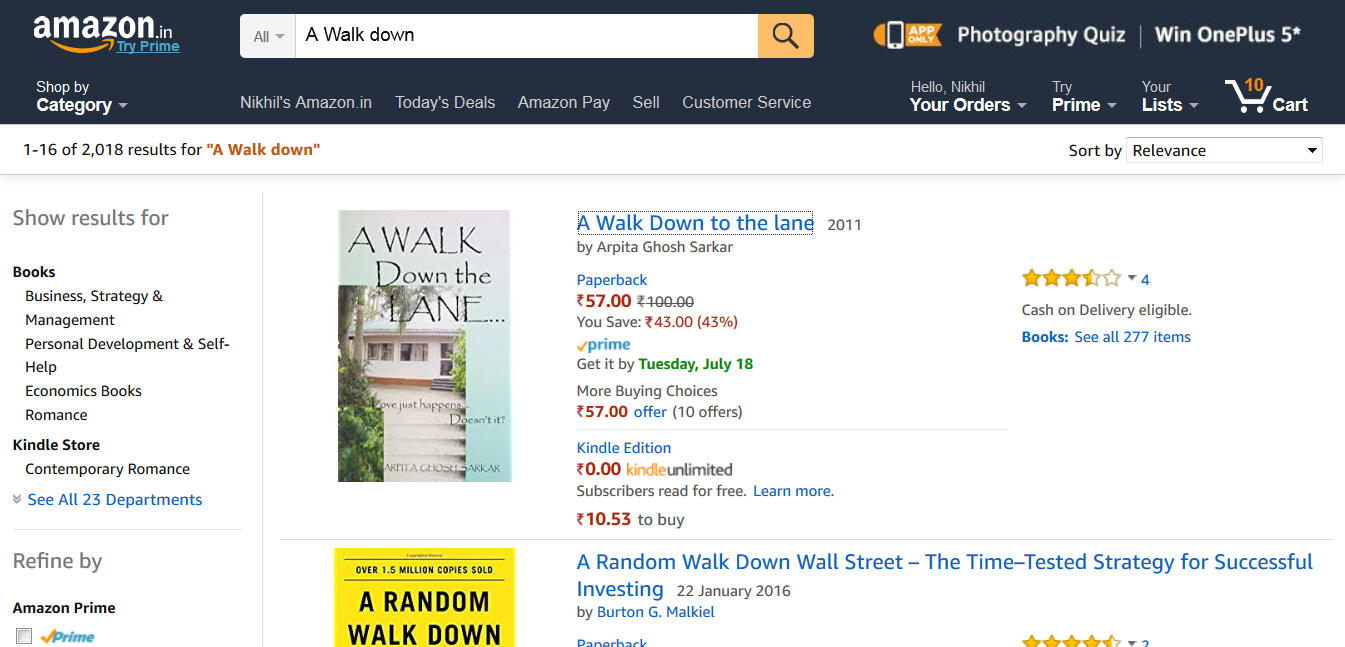 amazon.in
Try Prime
All
A Walk down
APP ONLY
Photography Quiz | Win OnePlus 5*
Shop by
Category
Nikhil's Amazon.in
Today's Deals
Amazon Pay
Sell
Customer Service
Hello, Nikhil
Your Orders
Try
Prime
Your
Lists
10
Cart
1-16 of 2,018 results for "A Walk down"
Sort by
Relevance
Show results for
Books
Business, Strategy &
Management
Personal Development & Self-
Help
Economics Books
Romance
Kindle Store
Contemporary Romance
See All 23 Departments
Refine by
Amazon Prime
Prime
A WALK
Down the
LANE...
Love just happens..
Doesn't it?
ARPITA GHOSH SARKAR
A Walk Down to the lane 2011
by Arpita Ghosh Sarkar
Paperback
₹57.00 ₹100.00
You Save: ₹43.00 (43%)
prime
Get it by Tuesday, July 18
More Buying Choices
₹57.00 offer (10 offers)
Kindle Edition
₹0.00 kindleunlimited
Subscribers read for free. Learn more.
₹10.53 to buy
4
Cash on Delivery eligible.
Books: See all 277 items
OVER 1.5 MILLION COPIES SOLD
A RANDOM
WALK DOWN
A Random Walk Down Wall Street – The Time–Tested Strategy for Successful
Investing 22 January 2016
by Burton G. Malkiel
Paperback
2